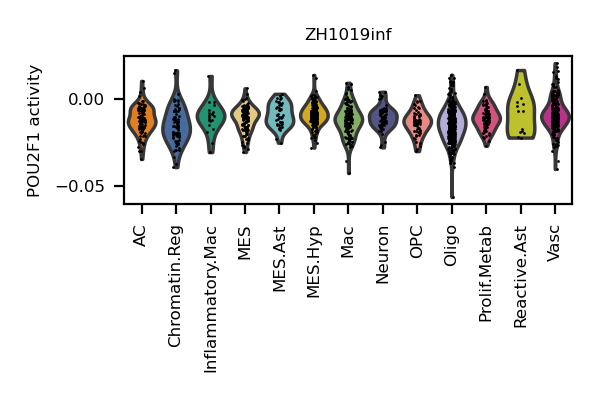 ZH1019inf
POU2F1 activity
0.00
−0.05
AC
Chromatin.Reg
Inflammatory.Mac
MES
MES.Ast
MES.Hyp
Mac
Neuron
OPC
Oligo
Prolif.Metab
Reactive.Ast
Vasc